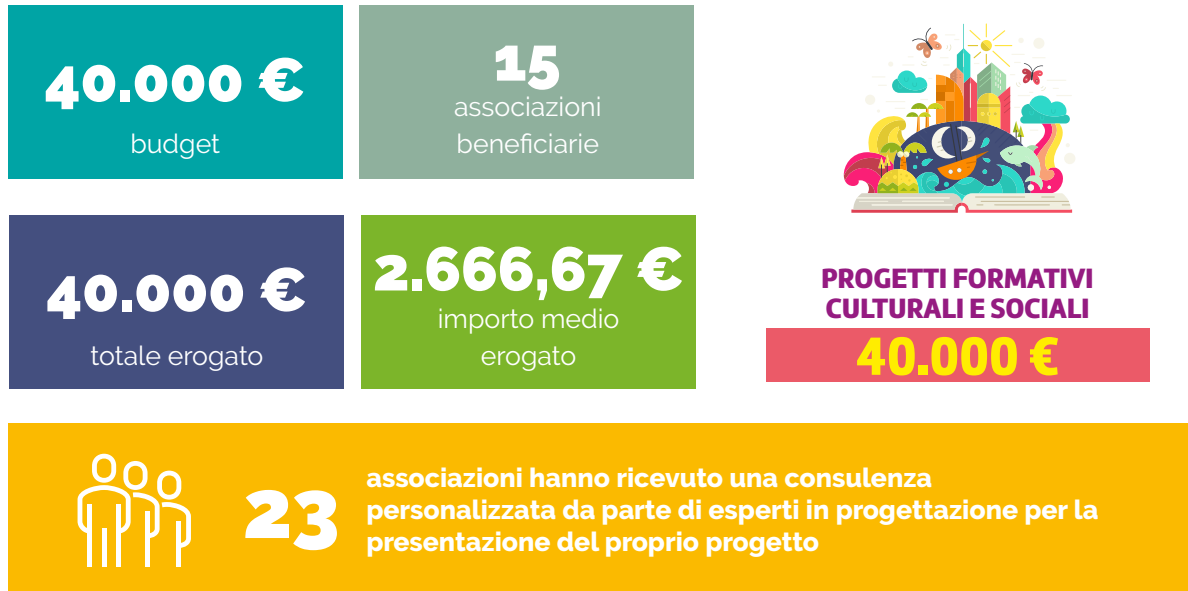 40.000 €
budget
15
associazioni
beneficiarie
40.000 €
totale erogato
2.666,67 €
importo medio
erogato
PROGETTI FORMATIVI
CULTURALI E SOCIALI
40.000 €
23
associazioni hanno ricevuto una consulenza
personalizzata da parte di esperti in progettazione per la
presentazione del proprio progetto